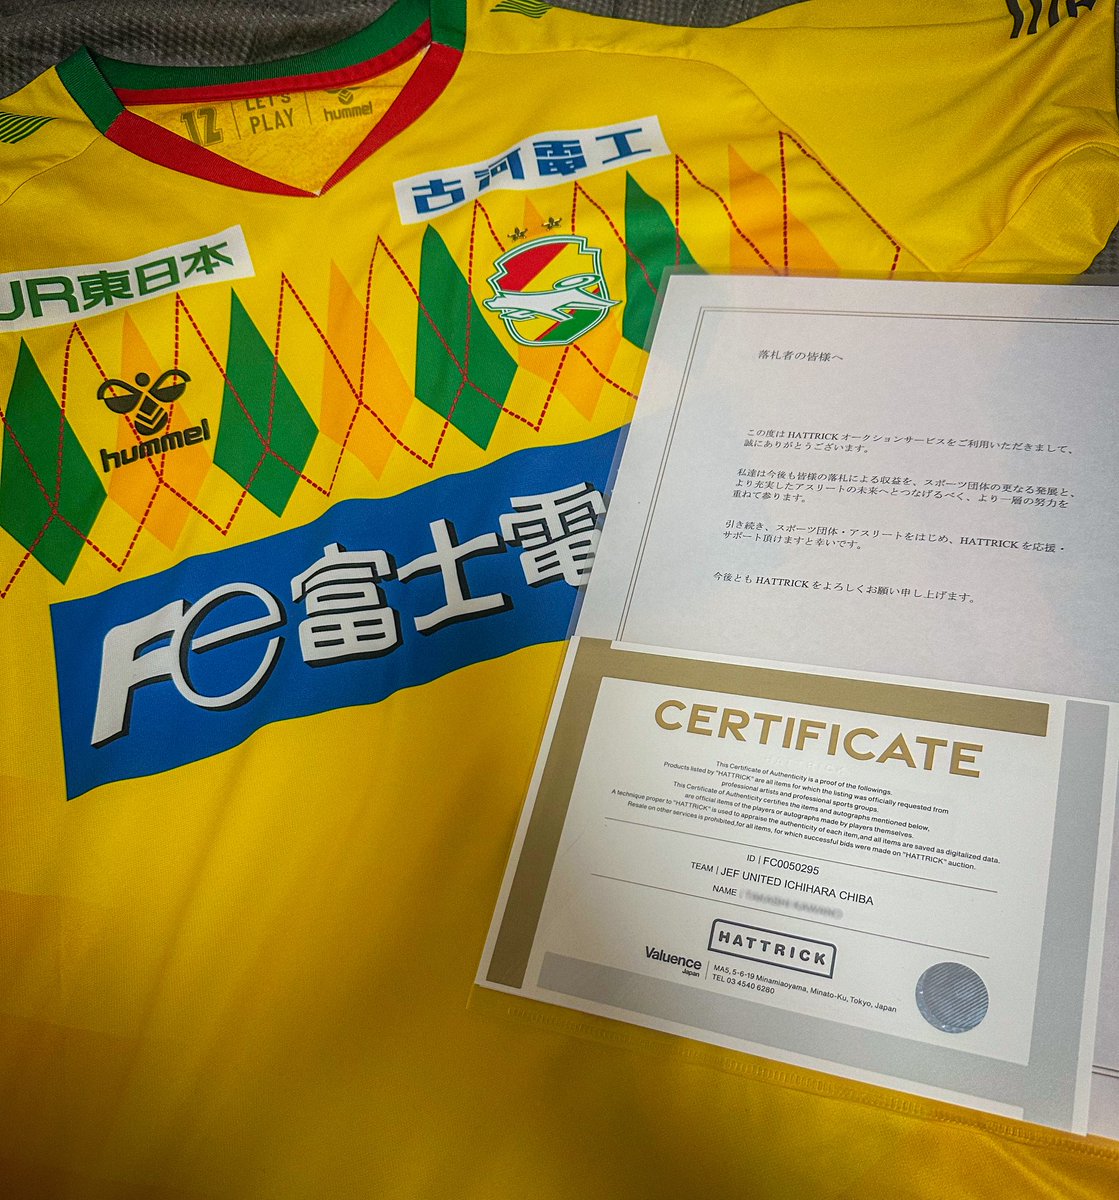 12
LET'S
PLAY
hummel
古河電工
JR東日本
hummel
Fe富士電
落札者の皆様へ
この度は HATTRICK オークションサービスをご利用いただきまして、
誠にありがとうございます。
私達は今後も皆様の落札による収益を、スポーツ団体の更なる発展と、
より充実したアスリートの未来へとつなげるべく、より一層の努力を
重ねて参ります。
引き続き、スポーツ団体・アスリートをはじめ、HATTRICK を応援・
サポート頂けますと幸いです。
今後とも HATTRICK をよろしくお願い申し上げます。
CERTIFICATE
This Certificate of Authenticity is a proof of the followings.
Products listed by "HATTRICK" are all items for which the listing was officially requested from
professional artists and professional sports groups.
This Certificate of Authenticity certifies the items and autographs mentioned below,
are official items of the players or autographs made by players themselves.
A technique proper to "HATTRICK" is used to appraise the authenticity of each item,and all items are saved as digitalized data.
Resale on other services is prohibited,for all items, for which successful bids were made on "HATTRICK" auction.
ID | FC0050295
TEAM | JEF UNITED ICHIHARA CHIBA
NAME |
HATTRICK
Valuence
Japan
MA5, 5-6-19 Minamiaoyama, Minato-Ku, Tokyo, Japan
TEL 03 4540 6280